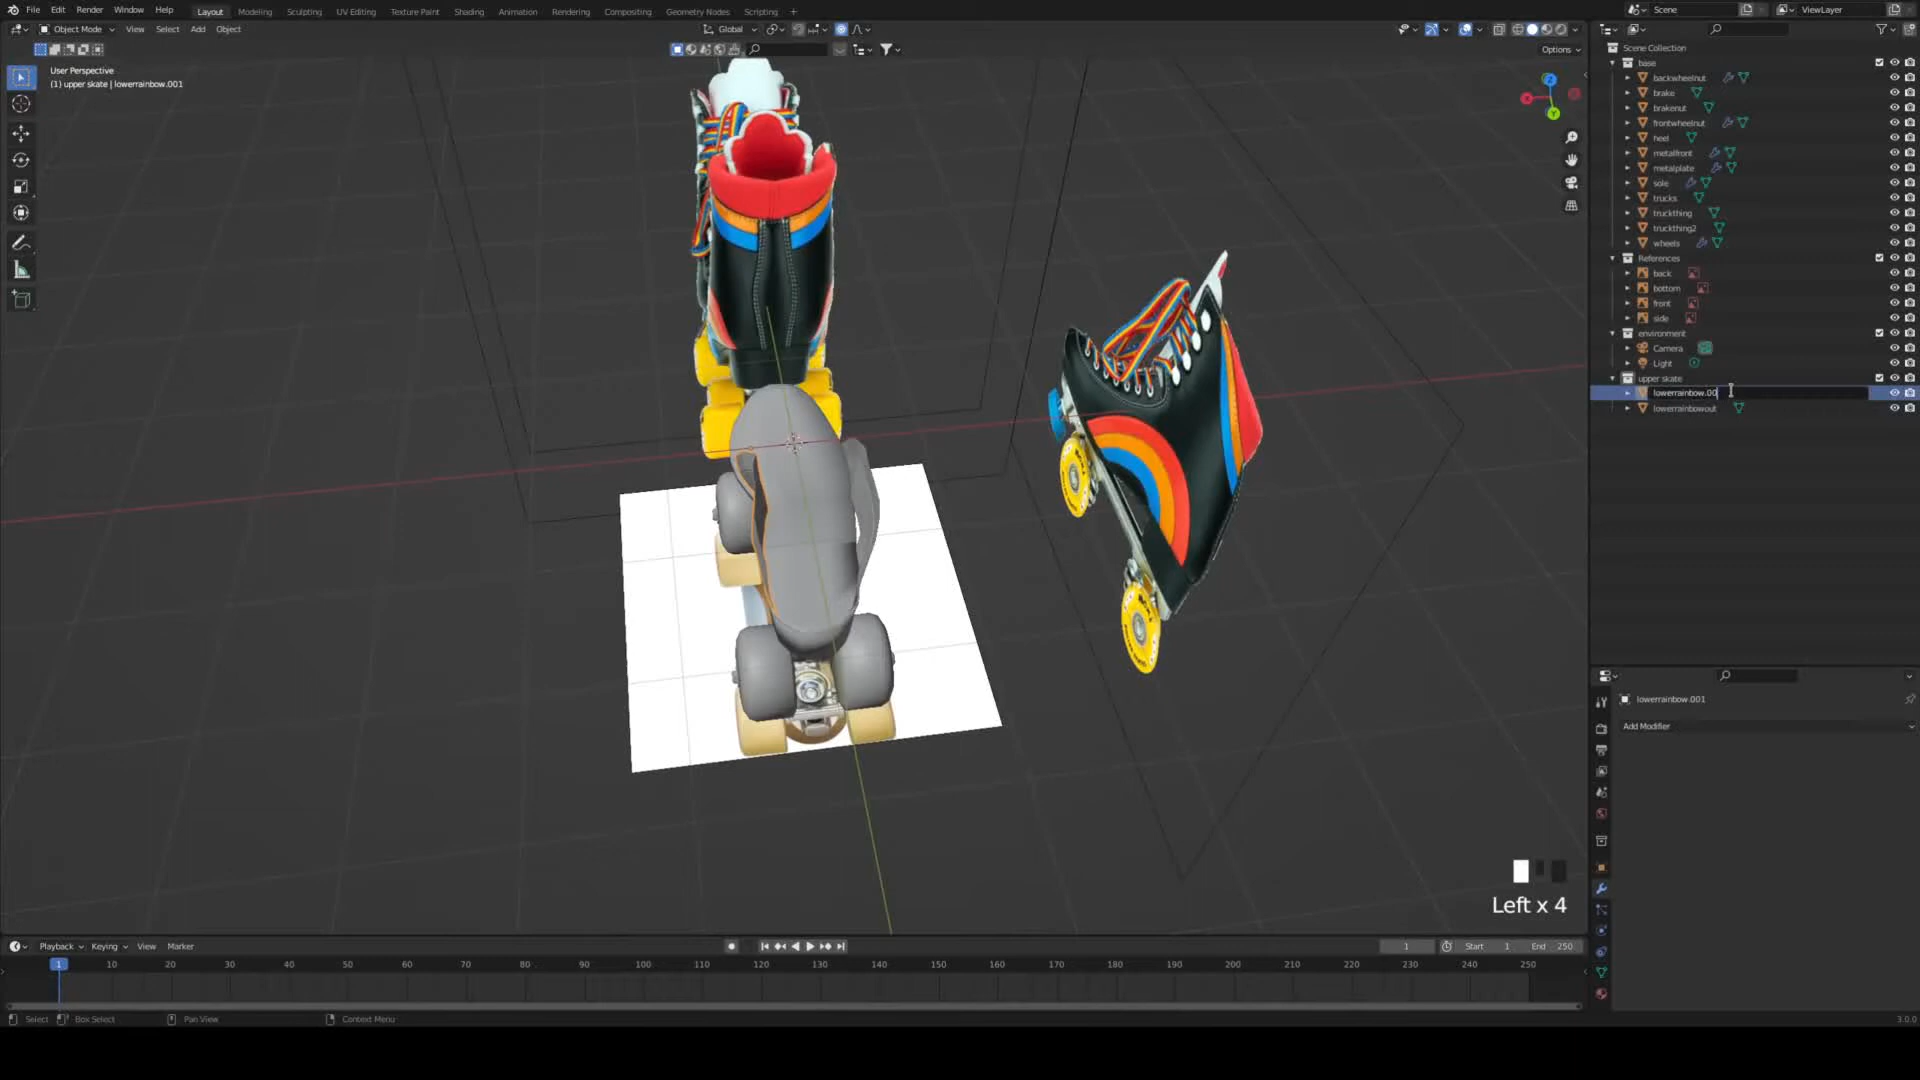 File Edit Render Window Help Layout Modeling Sculpting UV Editing Texture Paint Shading Animation Rendering Compositing Geometry Nodes Scripting + Scene ViewLayer
Object Mode View Select Add Object Global
Options
User Perspective
(1) upper skate | lowerrainbow.001
Scene Collection
base
backwheelnut
brake
brakenut
frontwheelnut
heel
metalfront
metalplate
sole
trucks
truckthing
truckthing2
wheels
References
back
bottom
front
side
environment
Camera
Light
upper skate
lowerrainbow.00
lowerrainbowout
lowerrainbow.001
Add Modifier
Z
X
Y
Left x 4
Playback Keying View Marker
1 Start 1 End 250
1 10 20 30 40 50 60 70 80 90 100 110 120 130 140 150 160 170 180 190 200 210 220 230 240 250
Select Box Select Pan View Context Menu 3.0.0